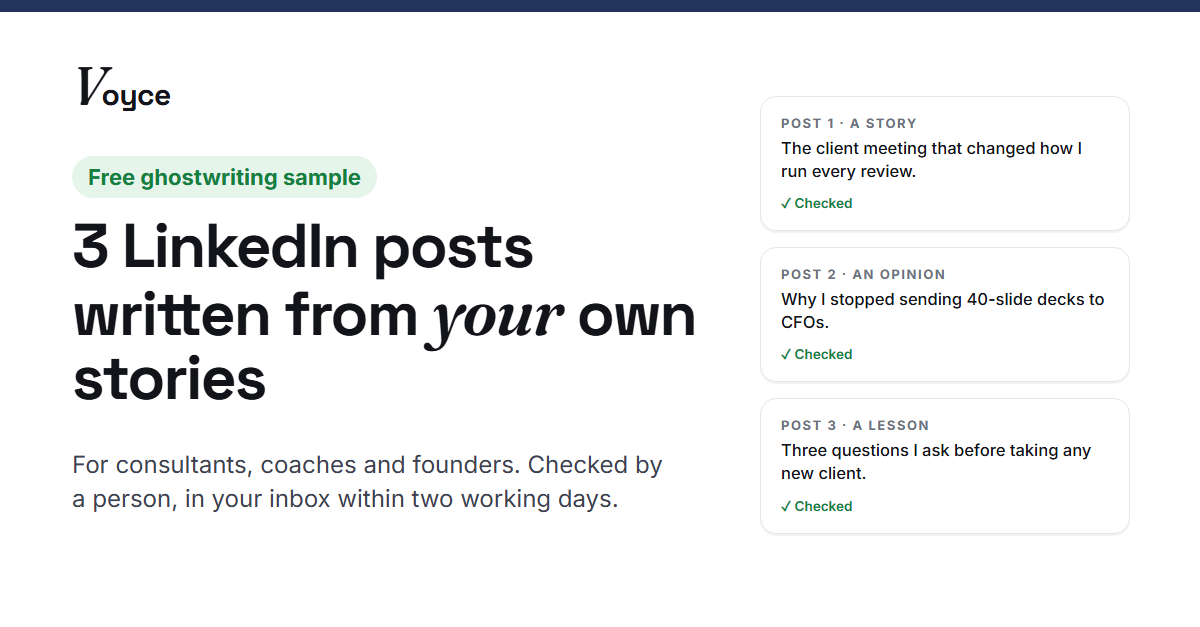 Voyce
Free ghostwriting sample
3 LinkedIn posts
written from your own
stories
For consultants, coaches and founders. Checked by
a person, in your inbox within two working days.
POST 1 · A STORY
The client meeting that changed how I
run every review.
✓ Checked
POST 2 · AN OPINION
Why I stopped sending 40-slide decks to
CFOs.
✓ Checked
POST 3 · A LESSON
Three questions I ask before taking any
new client.
✓ Checked